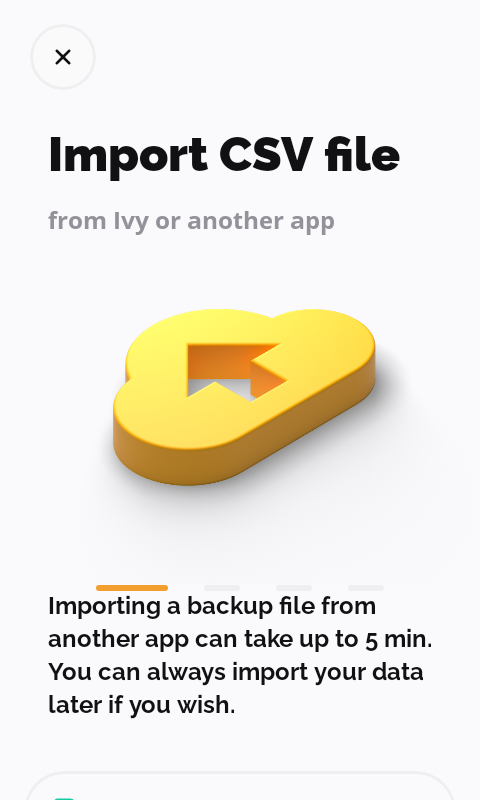 Import CSV file
from Ivy or another app
Importing a backup file from
another app can take up to 5 min.
You can always import your data
later if you wish.